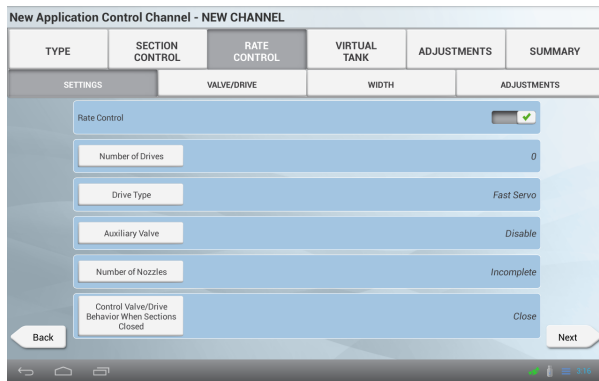 New Application Control Channel - NEW CHANNEL
TYPE
SECTION
CONTROL
RATE
CONTROL
VIRTUAL
TANK
ADJUSTMENTS
SUMMARY
SETTINGS
VALVE/DRIVE
WIDTH
ADJUSTMENTS
Rate Control
Number of Drives
0
Drive Type
Fast Servo
Auxiliary Valve
Disable
Number of Nozzles
Incomplete
Control Valve/Drive
Behavior When Sections
Closed
Close
Back
Next